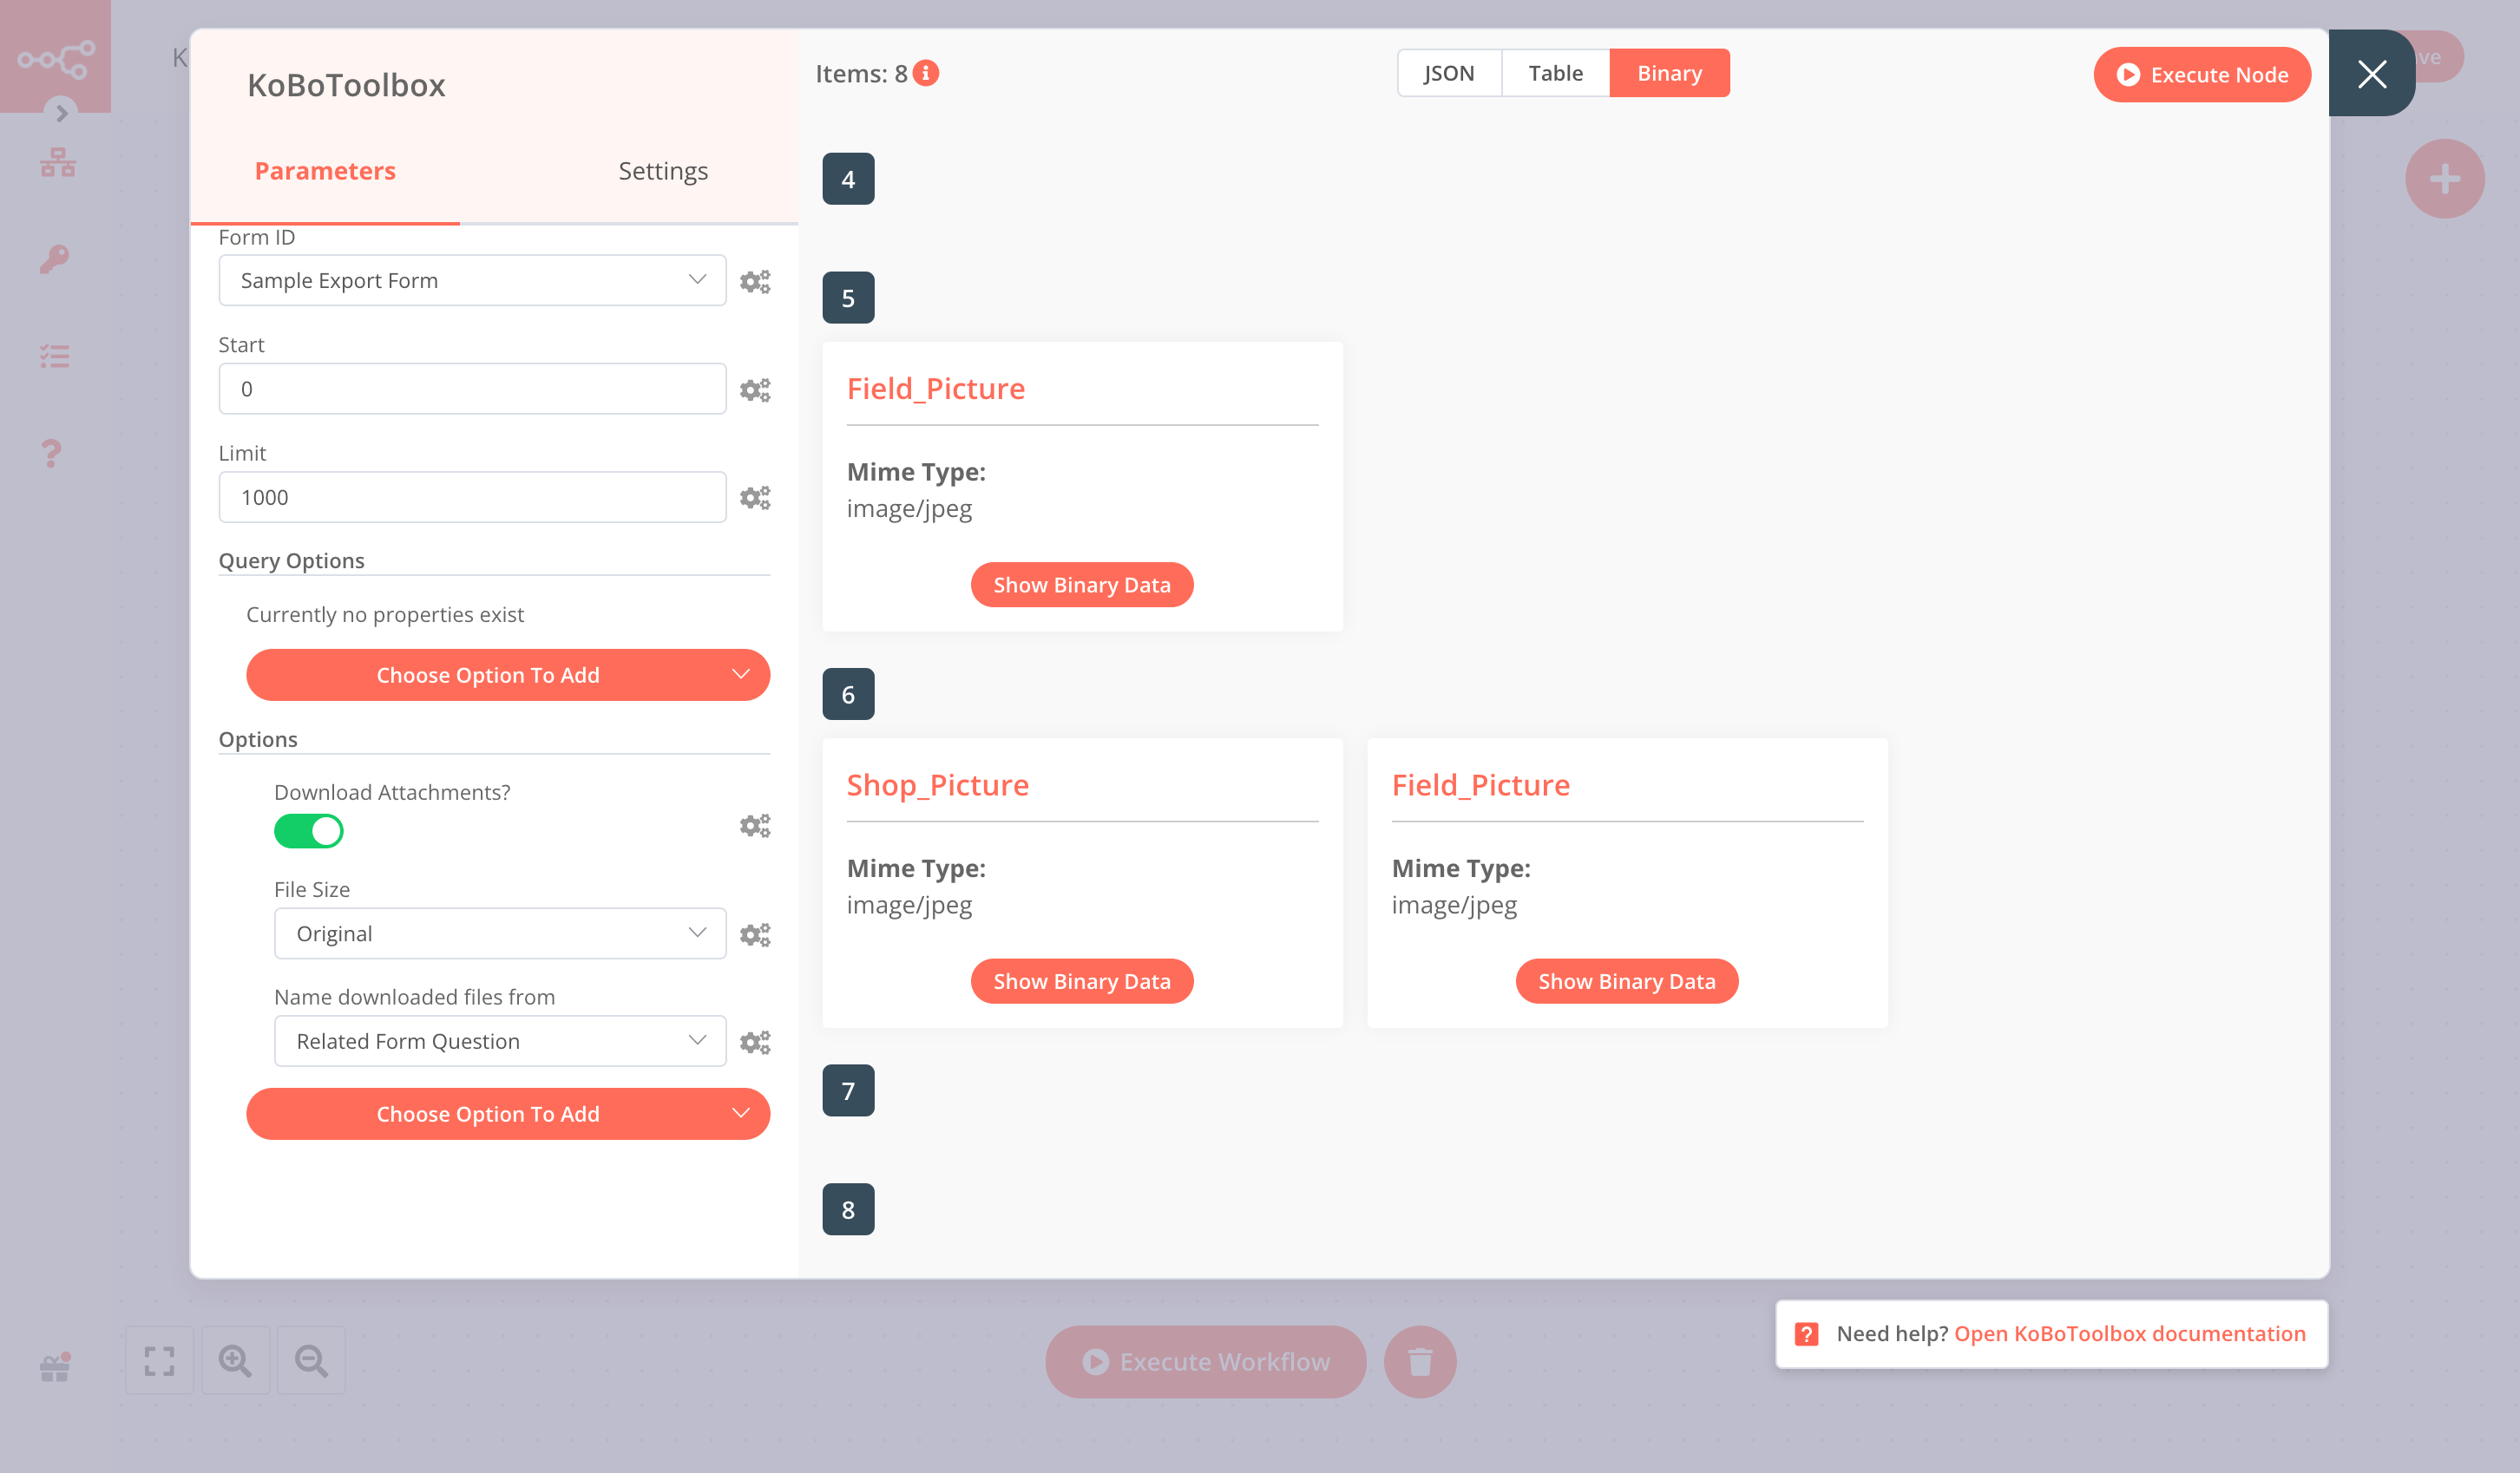 K
KoBoToolbox
Parameters
Settings
Form ID
Sample Export Form
Start
0
Limit
1000
Query Options
Currently no properties exist
Choose Option To Add
Options
Download Attachments?
File Size
Original
Name downloaded files from
Related Form Question
Choose Option To Add
Items: 8
JSON
Table
Binary
Execute Node
ve
4
5
Field_Picture
Mime Type:
image/jpeg
Show Binary Data
6
Shop_Picture
Mime Type:
image/jpeg
Show Binary Data
Field_Picture
Mime Type:
image/jpeg
Show Binary Data
7
8
Need help? Open KoBoToolbox documentation
Execute Workflow